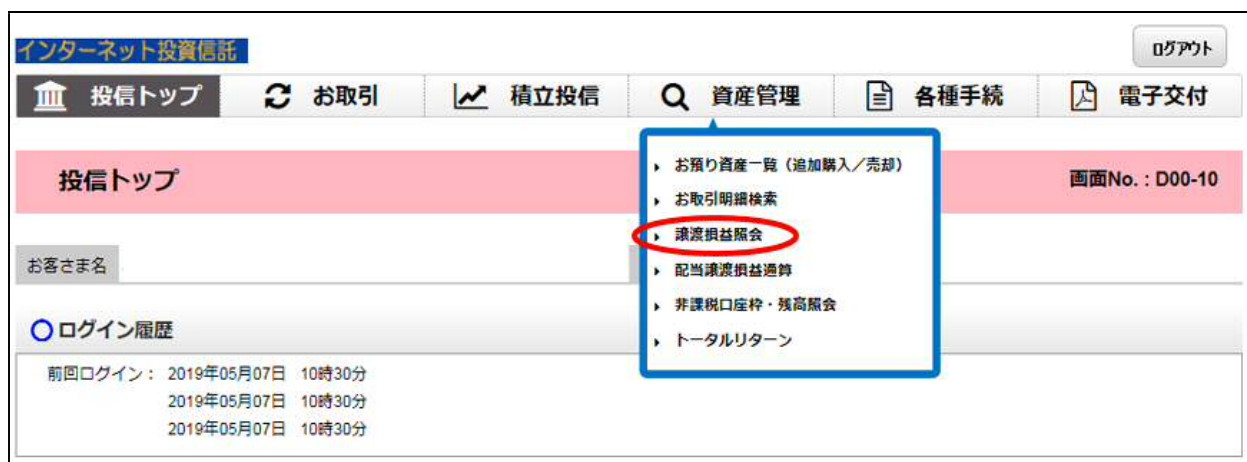 インターネット投資信託
ログアウト
投信トップ お取引 積立投信 資産管理 各種手続 電子交付
投信トップ
画面No. : D00-10
お預り資産一覧（追加購入／売却）
お取引明細検索
譲渡損益照会
配当譲渡損益通算
非課税口座枠・残高照会
トータルリターン
お客さま名
ログイン履歴
前回ログイン： 2019年05月07日 10時30分
2019年05月07日 10時30分
2019年05月07日 10時30分